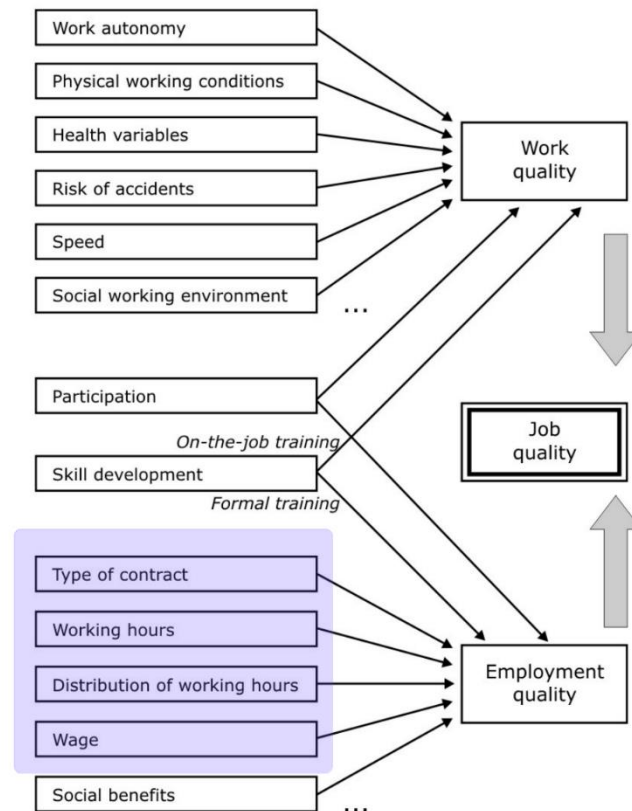 Work autonomy
Physical working conditions
Health variables
Risk of accidents
Speed
Social working environment
...
Work
quality
Participation
On-the-job training
Skill development
Formal training
Job
quality
Type of contract
Working hours
Distribution of working hours
Wage
Social benefits
...
Employment
quality